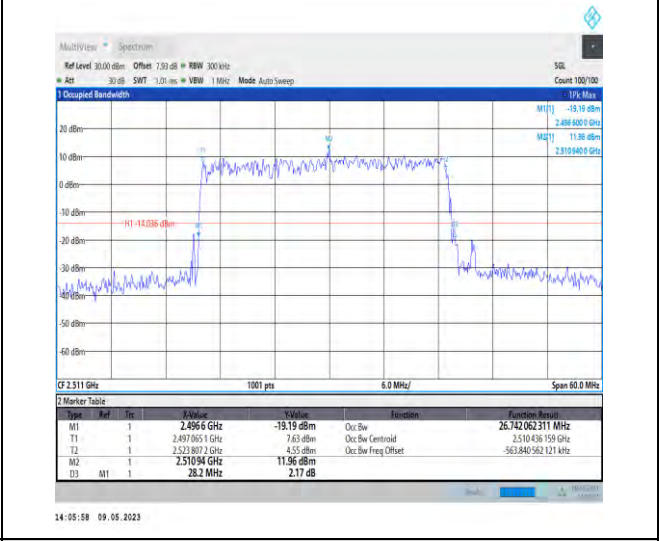 MultiView Spectrum
Ref Level 30.00 dBm Offset 7.93 dB RBW 300 kHz SGL
Att 30 dB SWT 1.01 ms VBW 1 MHz Mode Auto Sweep Count 100/100
1 Occupied Bandwidth 1Pk Max
M1[1] -19.19 dBm
2.496 600 0 GHz
M2[1] 11.96 dBm
2.510 940 0 GHz
20 dBm
M2
10 dBm
0 dBm
-10 dBm
H1 -14.036 dBm
-20 dBm
-30 dBm
-40 dBm
-50 dBm
-60 dBm
CF 2.511 GHz 1001 pts 6.0 MHz/ Span 60.0 MHz
2 Marker Table
Type Ref Trc X-Value Y-Value Function Function Result
M1 1 2.4966 GHz -19.19 dBm Occ Bw 26.742 062 311 MHz
T1 1 2.497 065 1 GHz 7.63 dBm Occ Bw Centroid 2.510 436 159 GHz
T2 1 2.523 807 2 GHz 4.55 dBm Occ Bw Freq Offset -563.840 562 121 kHz
M2 1 2.51094 GHz 11.96 dBm
D3 M1 1 28.2 MHz 2.17 dB
14:05:58 09.05.2023